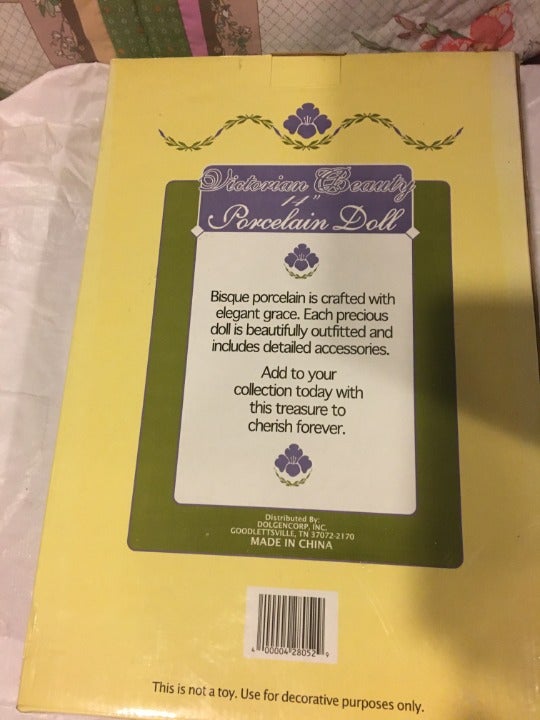 Victorian Beauty
14"
Porcelain Doll
Bisque porcelain is crafted with
elegant grace. Each precious
doll is beautifully outfitted and
includes detailed accessories.
Add to your
collection today with
this treasure to
cherish forever.
Distributed By:
DOLGENCORP, INC.
GOODLETTSVILLE, TN 37072-2170
MADE IN CHINA
4 00004 28052 9
This is not a toy. Use for decorative purposes only.